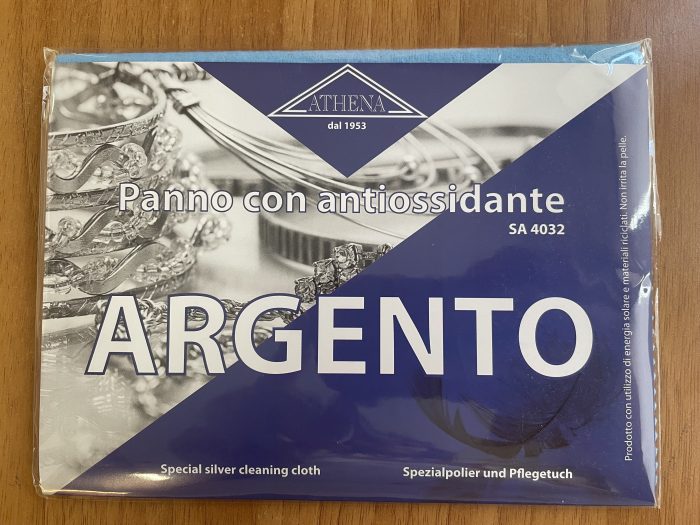 ATHENA
dal 1953
Panno con antiossidante
SA 4032
ARGENTO
Special silver cleaning cloth
Spezialpolier und Pflegetuch
Prodotto con utilizzo di energia solare e materiali riciclati. Non irrita la pelle.